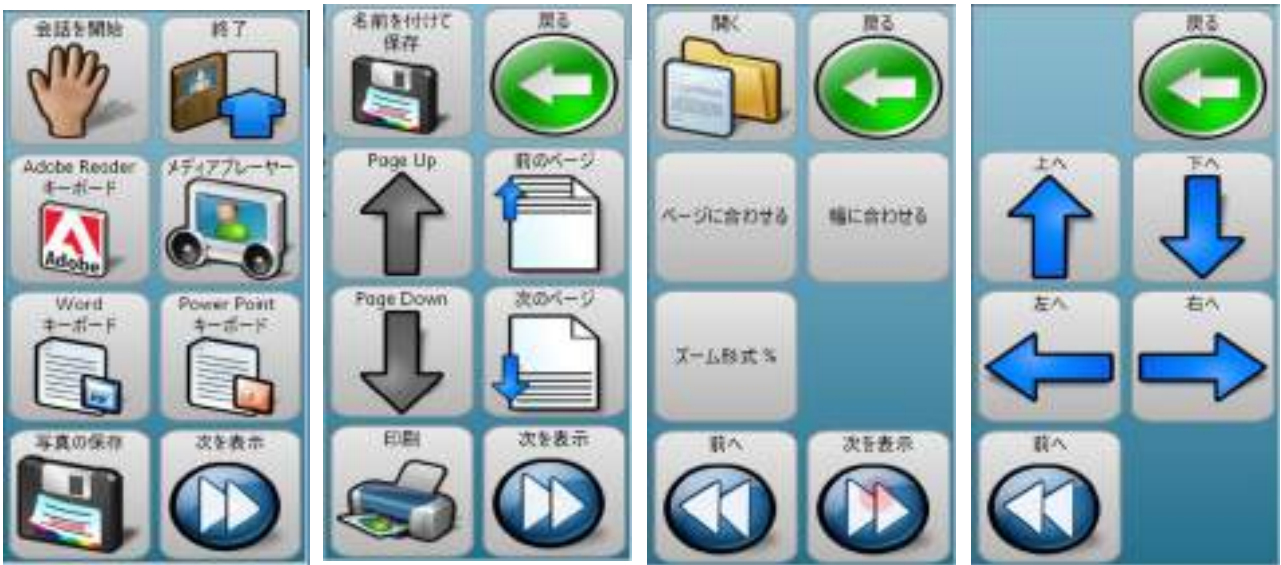 会話を開始
終了
Adobe Reader
キーボード
Adobe
メディアプレーヤー
Word
キーボード
Power Point
キーボード
写真の保存
次を表示
名前を付けて
保存
戻る
Page Up
前のページ
Page Down
次のページ
印刷
次を表示
開く
戻る
ページに合わせる
幅に合わせる
ズーム形式 %
前へ
次を表示
戻る
上へ
下へ
左へ
右へ
前へ